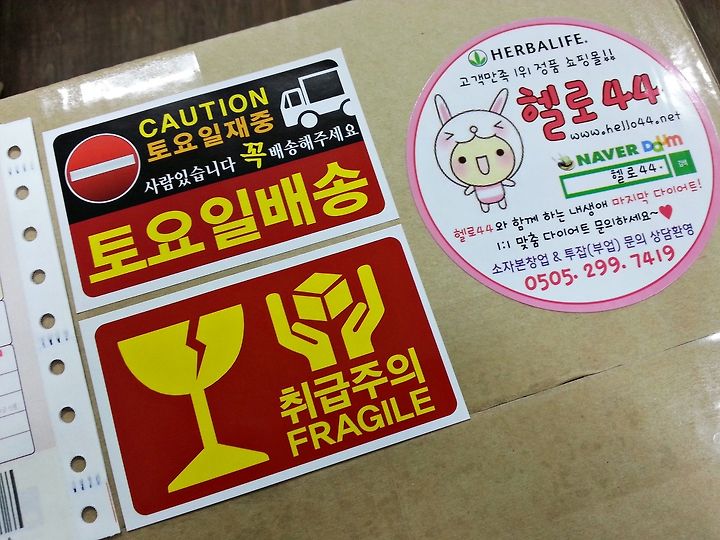 CAUTION
토요일재중
사람있습니다 꼭 배송해주세요
토요일배송
취급주의
FRAGILE
HERBALIFE.
고객만족 1위 정품 쇼핑몰!!
헬로44
www.hello44.net
NAVER Daum
헬로44.
검색
헬로44와 함께 하는 내생애 마지막 다이어트!
1:1 맞춤 다이어트 문의하세요~♥
소자본창업 & 투잡(부업) 문의 상담환영
0505. 299. 7419